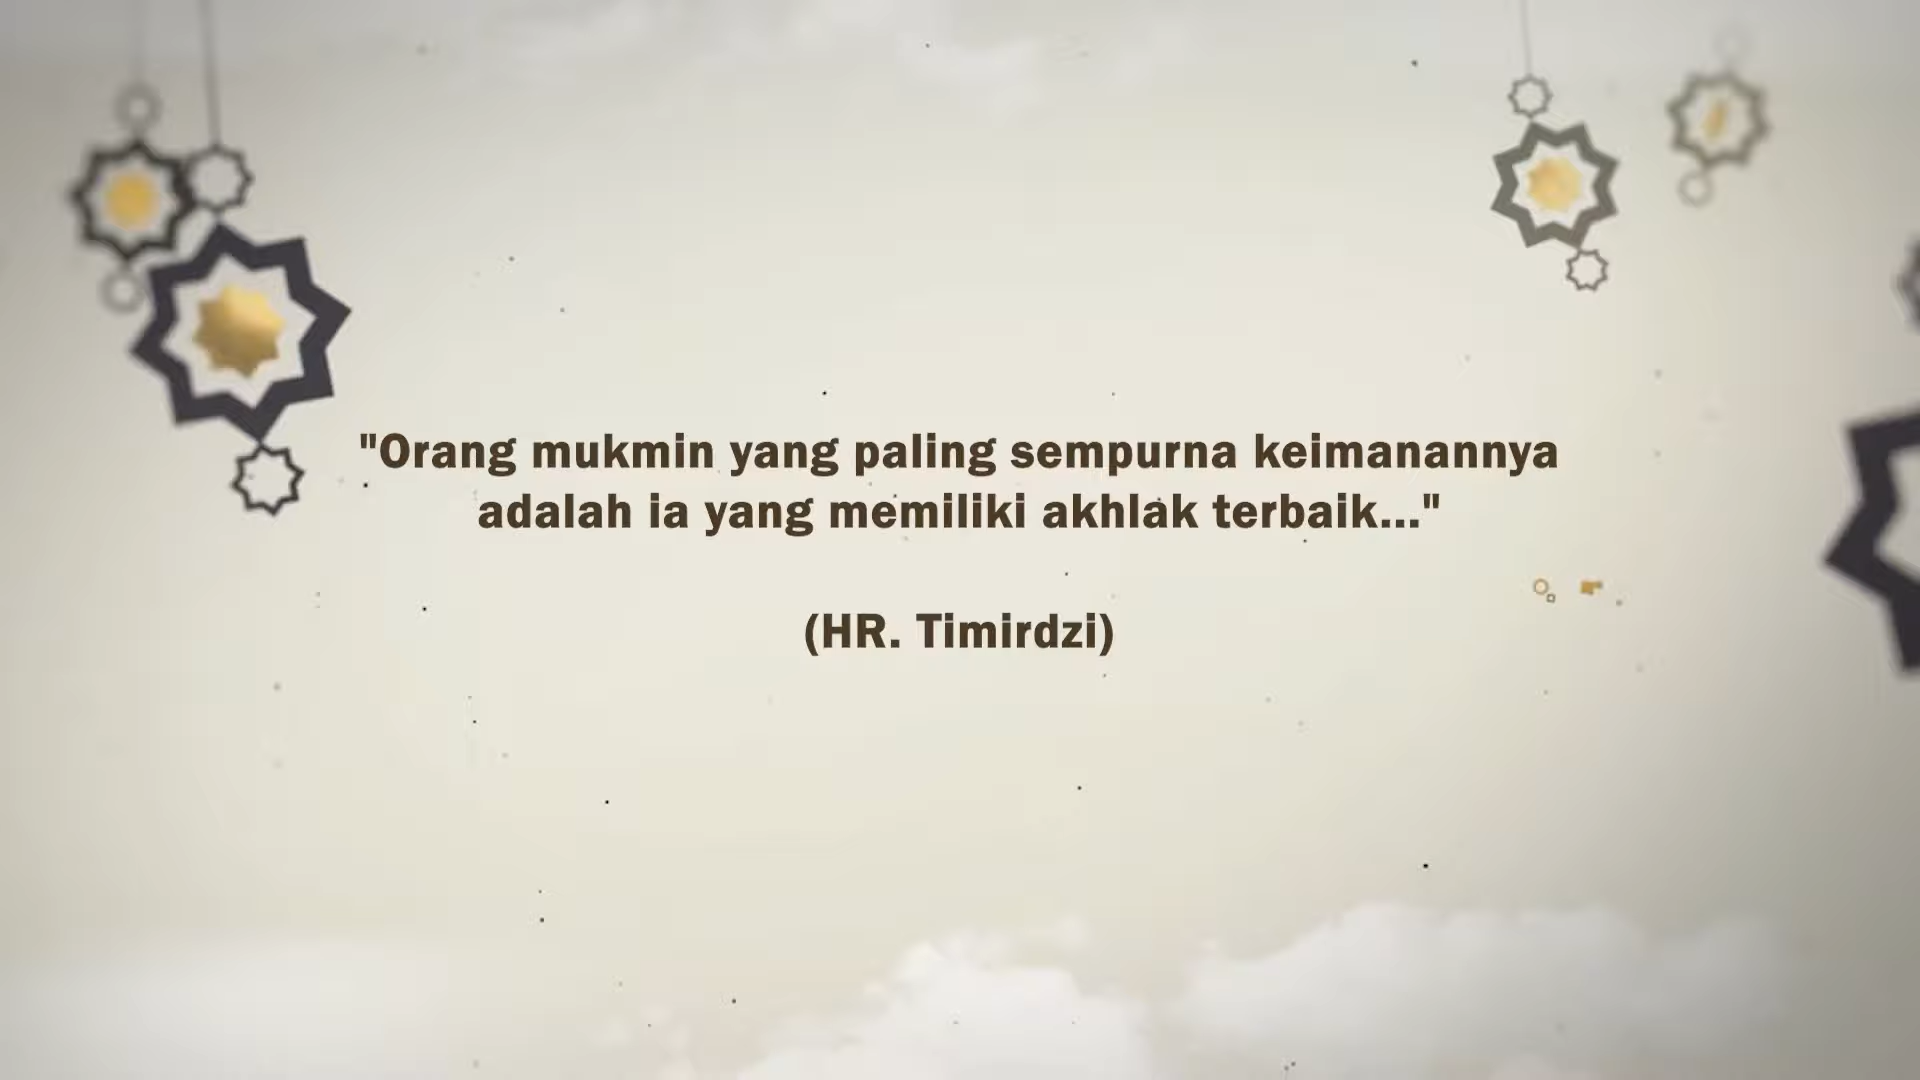 "Orang mukmin yang paling sempurna keimanannya
adalah ia yang memiliki akhlak terbaik..."
(HR. Timirdzi)